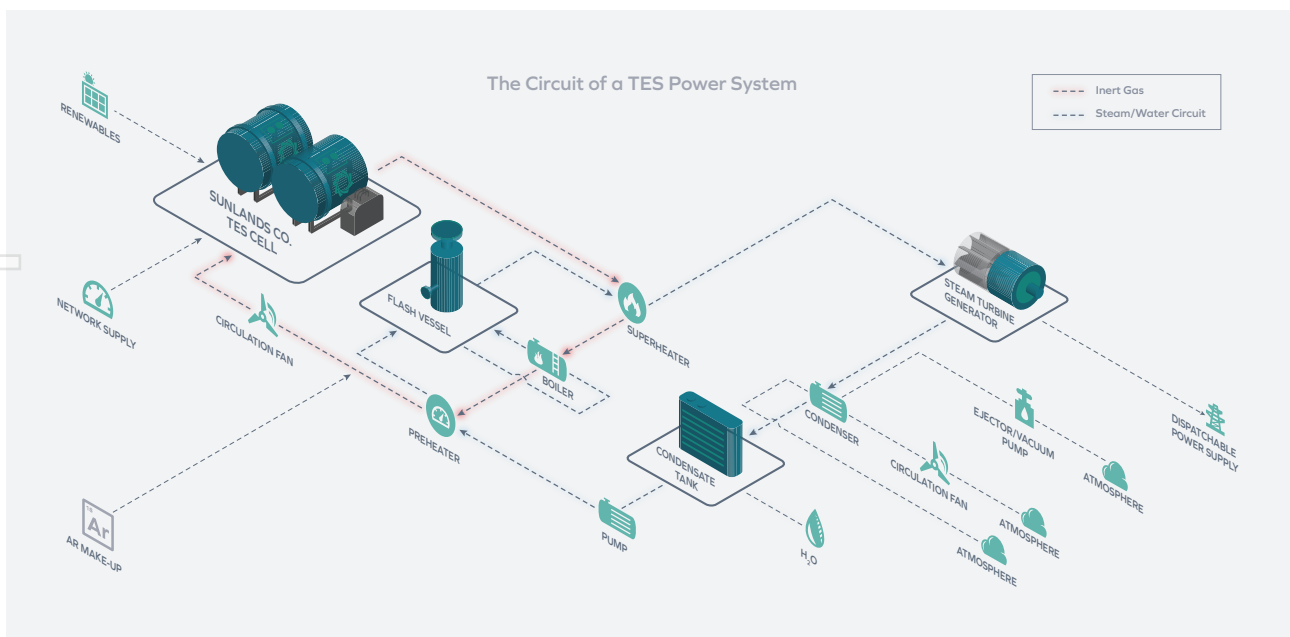 The Circuit of a TES Power System
Inert Gas
Steam/Water Circuit
RENEWABLES
SUNLANDS CO.
TES CELL
NETWORK SUPPLY
CIRCULATION FAN
FLASH VESSEL
SUPERHEATER
BOILER
PREHEATER
STEAM TURBINE
GENERATOR
CONDENSER
CONDENSATE
TANK
EJECTOR/VACUUM
PUMP
DISPATCHABLE
POWER SUPPLY
CIRCULATION FAN
ATMOSPHERE
ATMOSPHERE
ATMOSPHERE
PUMP
H₂O
18
Ar
AR MAKE-UP